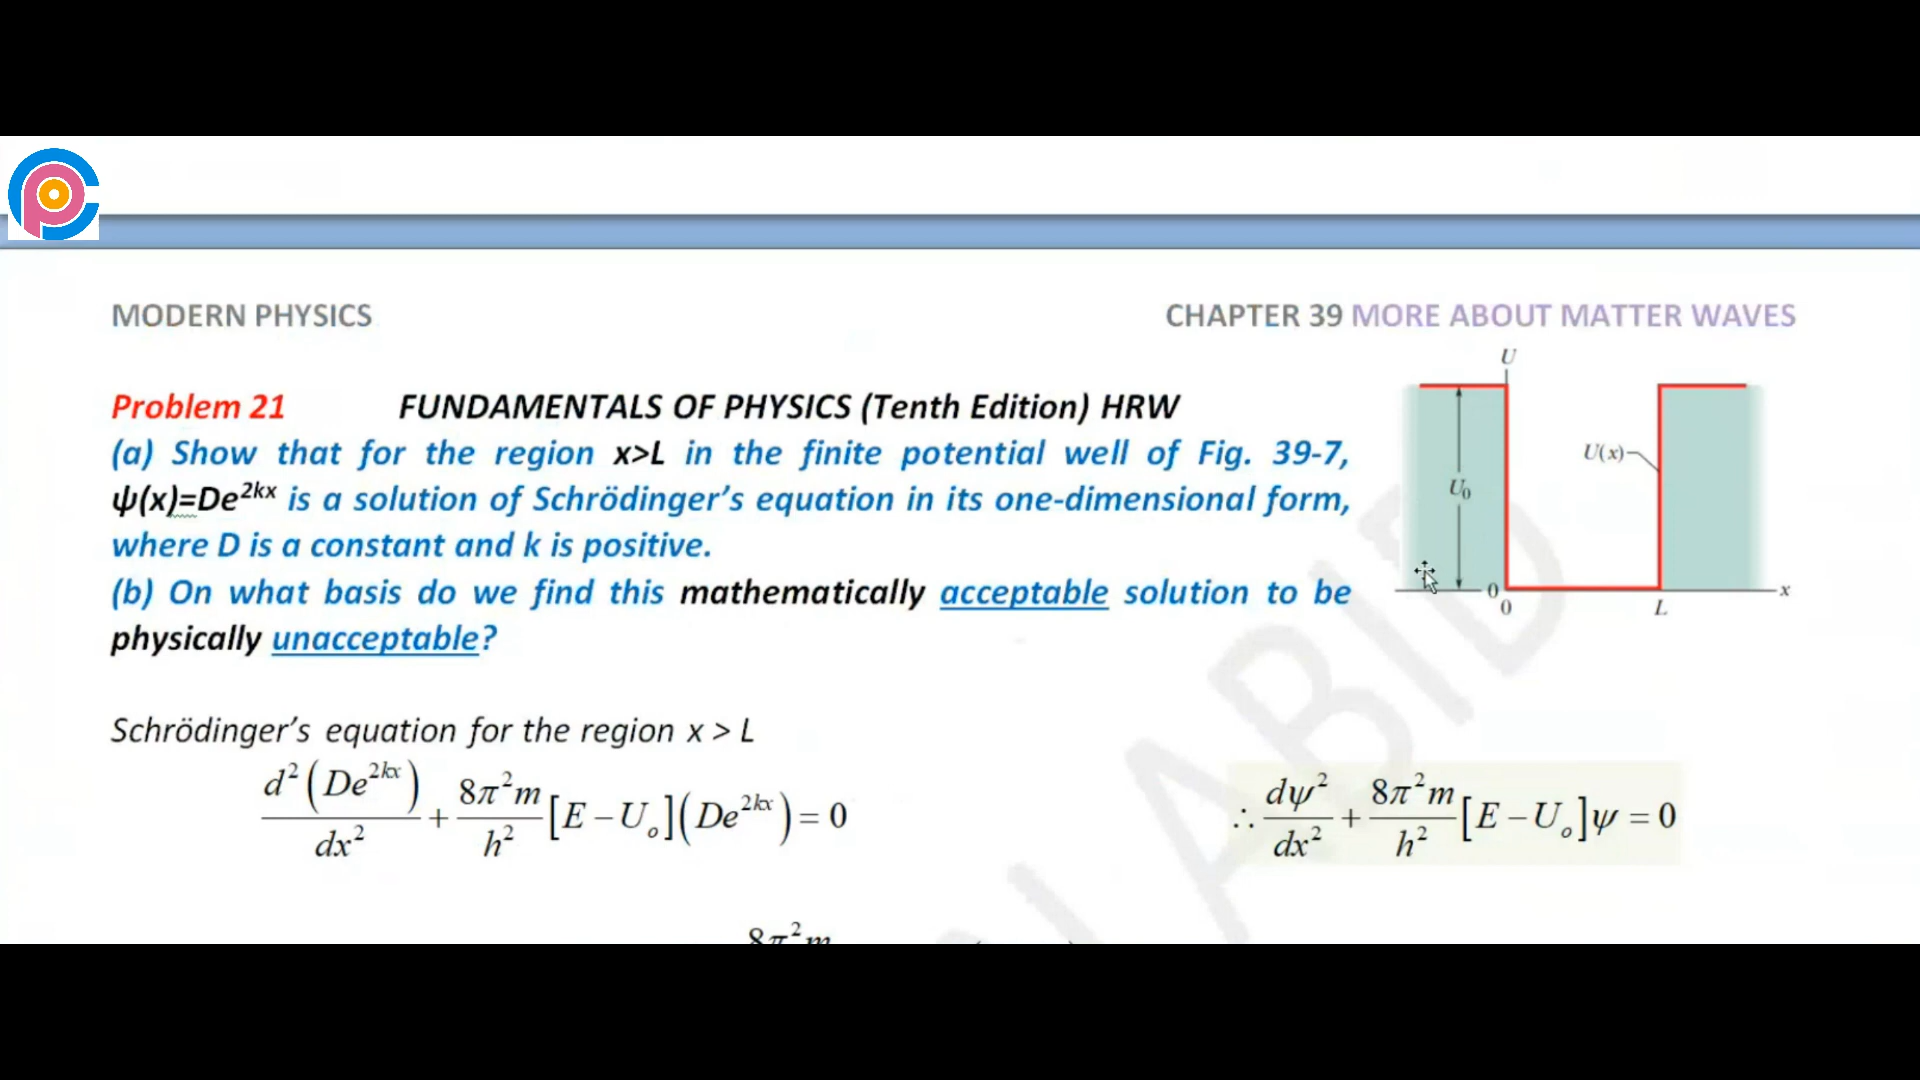 MODERN PHYSICS
CHAPTER 39 MORE ABOUT MATTER WAVES
Problem 21 FUNDAMENTALS OF PHYSICS (Tenth Edition) HRW
(a) Show that for the region x>L in the finite potential well of Fig. 39-7,
ψ(x)=De^{2kx} is a solution of Schrödinger's equation in its one-dimensional form,
where D is a constant and k is positive.
(b) On what basis do we find this mathematically acceptable solution to be
physically unacceptable?
U
U(x)
U₀
0
0
L
x
Schrödinger's equation for the region x > L
d²(De^{2kx})/dx² + 8π²m/h² [E – U_o](De^{2kx}) = 0
∴ dψ²/dx² + 8π²m/h² [E – U_o]ψ = 0
8π²m
ABID